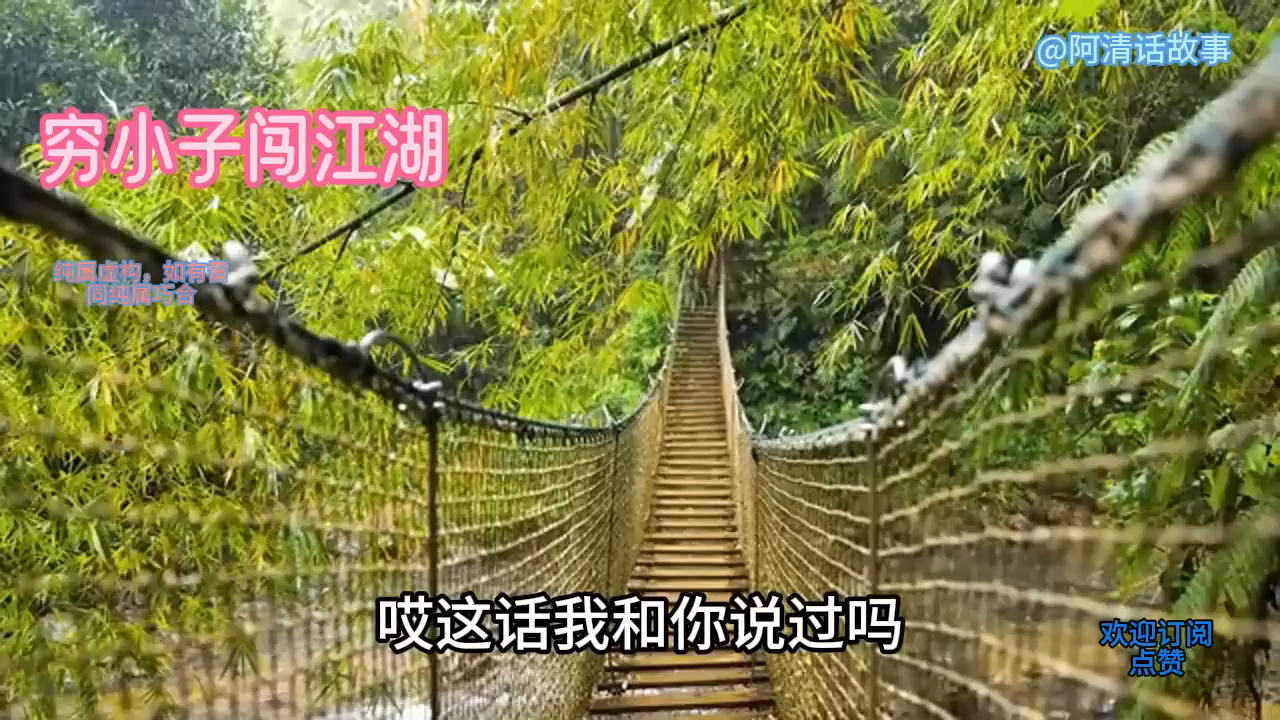 @阿清话故事
穷小子闯江湖
纯属虚构，如有雷
同纯属巧合
哎这话我和你说过吗
欢迎订阅
点赞